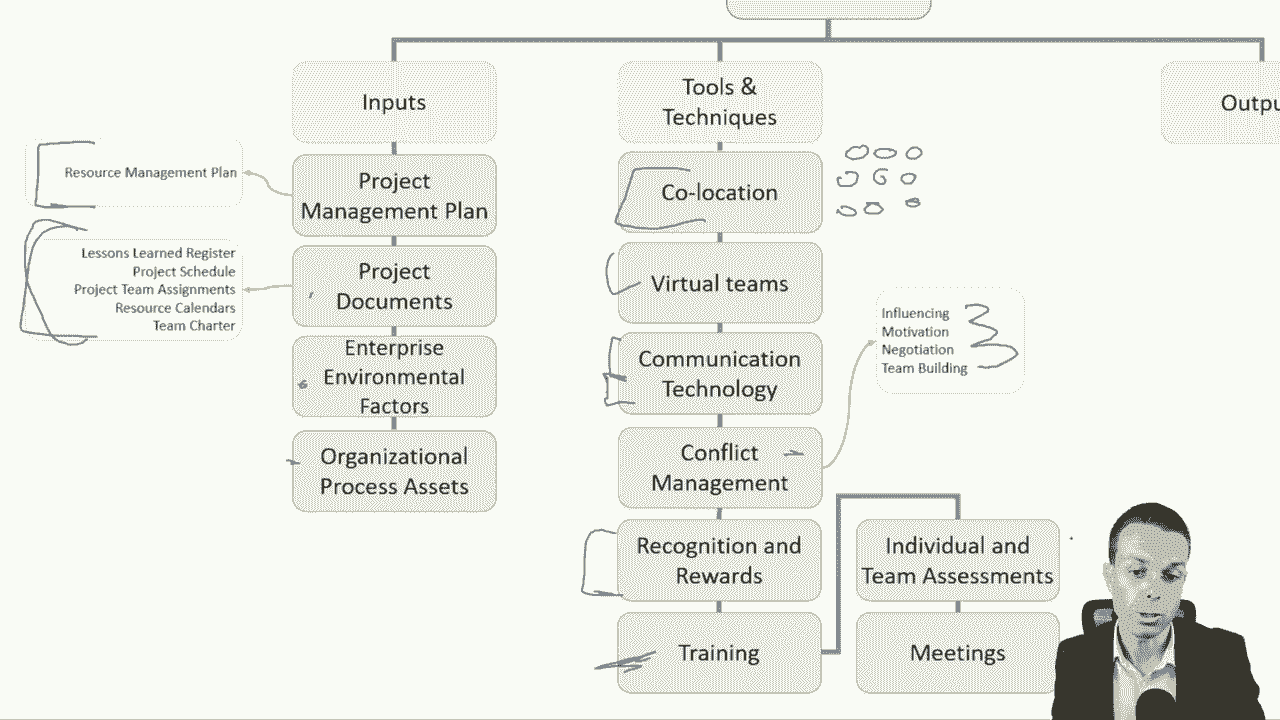 Inputs
Resource Management Plan
Project
Management Plan
Lessons Learned Register
Project Schedule
Project Team Assignments
Resource Calendars
Team Charter
Project
Documents
Enterprise
Environmental
Factors
Organizational
Process Assets
Tools &
Techniques
Co-location
Virtual teams
Communication
Technology
Conflict
Management
Influencing
Motivation
Negotiation
Team Building
Recognition and
Rewards
Training
Individual and
Team Assessments
Meetings
Outpu